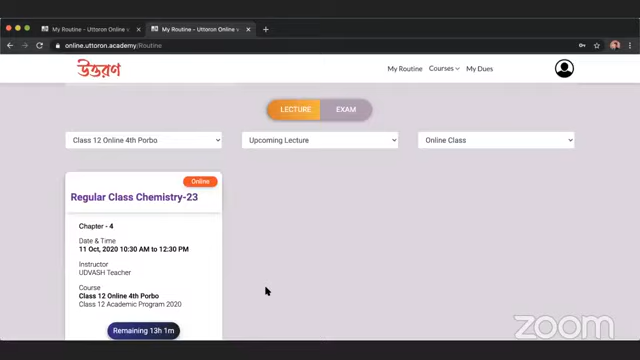 My Routine - Uttoron Online
My Routine - Uttoron Online
online.uttoron.academy/Routine
উত্তরণ
My Routine Courses My Dues
LECTURE EXAM
Class 12 Online 4th Porbo Upcoming Lecture Online Class
Online
Regular Class Chemistry-23
Chapter - 4
Date & Time
11 Oct, 2020 10:30 AM to 12:30 PM
Instructor
UDVASH Teacher
Course
Class 12 Online 4th Porbo
Class 12 Academic Program 2020
Remaining 13h 1m
zoom